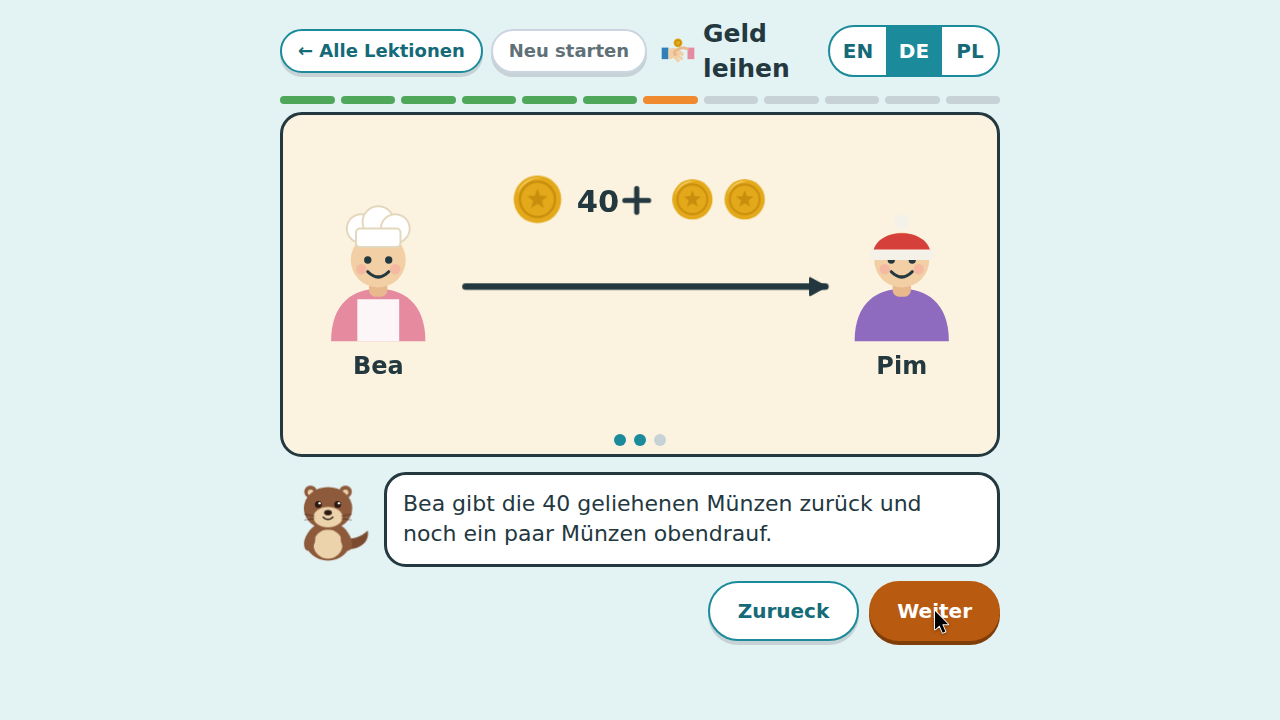 ← Alle Lektionen
Neu starten
Geld
leihen
EN DE PL
40+
Bea
Pim
Bea gibt die 40 geliehenen Münzen zurück und
noch ein paar Münzen obendrauf.
Zurueck
Weiter